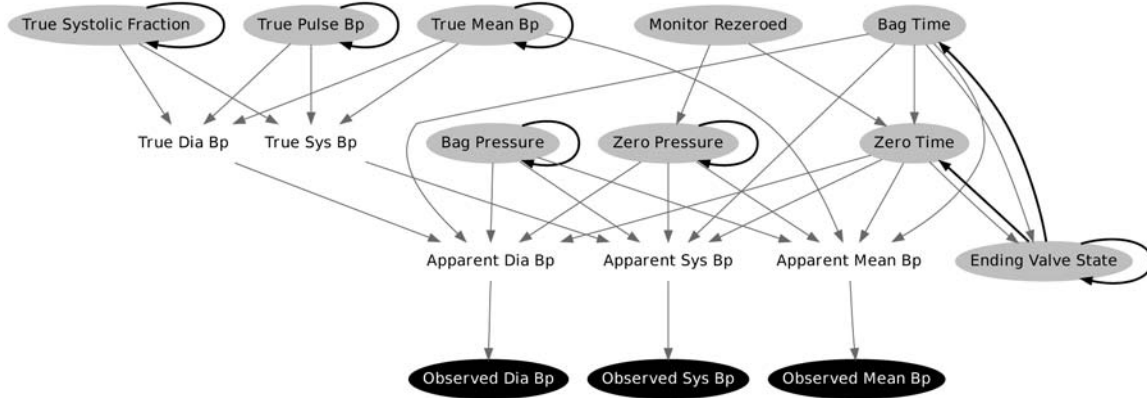 True Systolic Fraction
True Pulse Bp
True Mean Bp
Monitor Rezeroed
Bag Time
True Dia Bp
True Sys Bp
Bag Pressure
Zero Pressure
Zero Time
Apparent Dia Bp
Apparent Sys Bp
Apparent Mean Bp
Ending Valve State
Observed Dia Bp
Observed Sys Bp
Observed Mean Bp